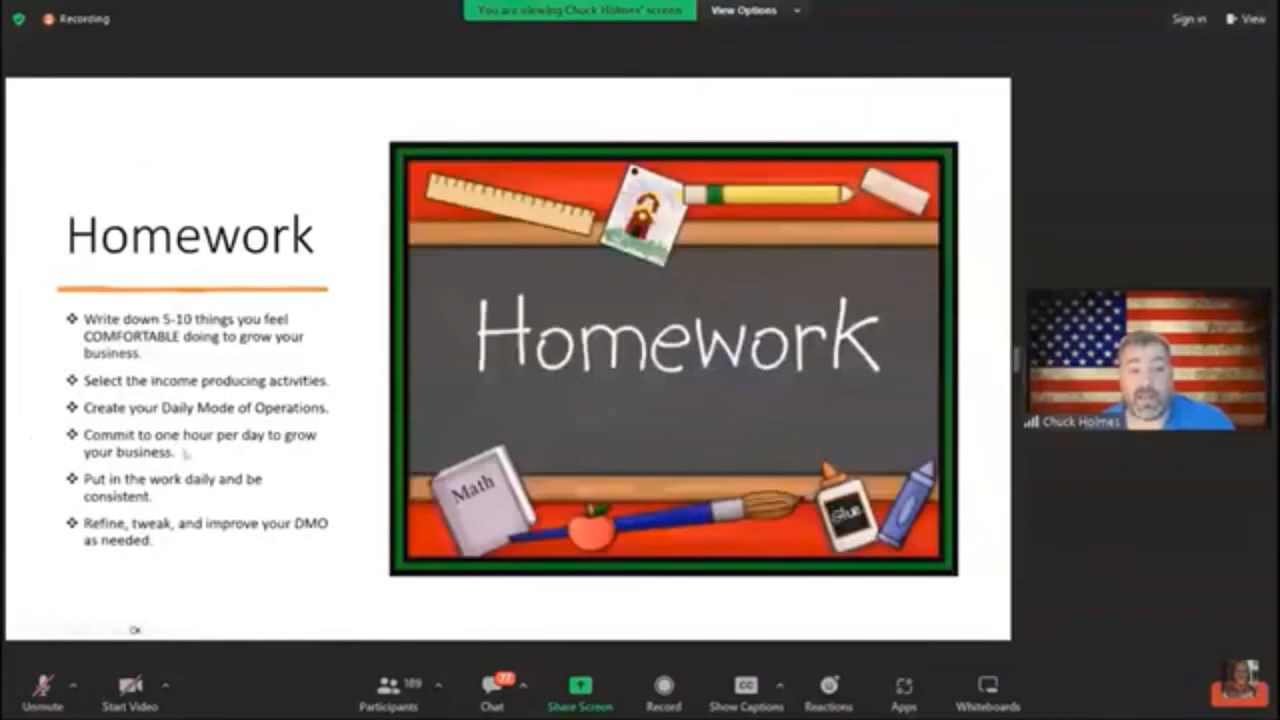 Recording
You are viewing Chuck Holmes' screen
View Options
Sign in
View
Homework
❖ Write down 5-10 things you feel
COMFORTABLE doing to grow your
business.
❖ Select the income producing activities.
❖ Create your Daily Mode of Operations.
❖ Commit to one hour per day to grow
your business.
❖ Put in the work daily and be
consistent.
❖ Refine, tweak, and improve your DMO
as needed.
Homework
Math
Glue
Chuck Holmes
Unmute
Start Video
189
Participants
77
Chat
Share Screen
Record
CC
Show Captions
Reactions
Apps
Whiteboards